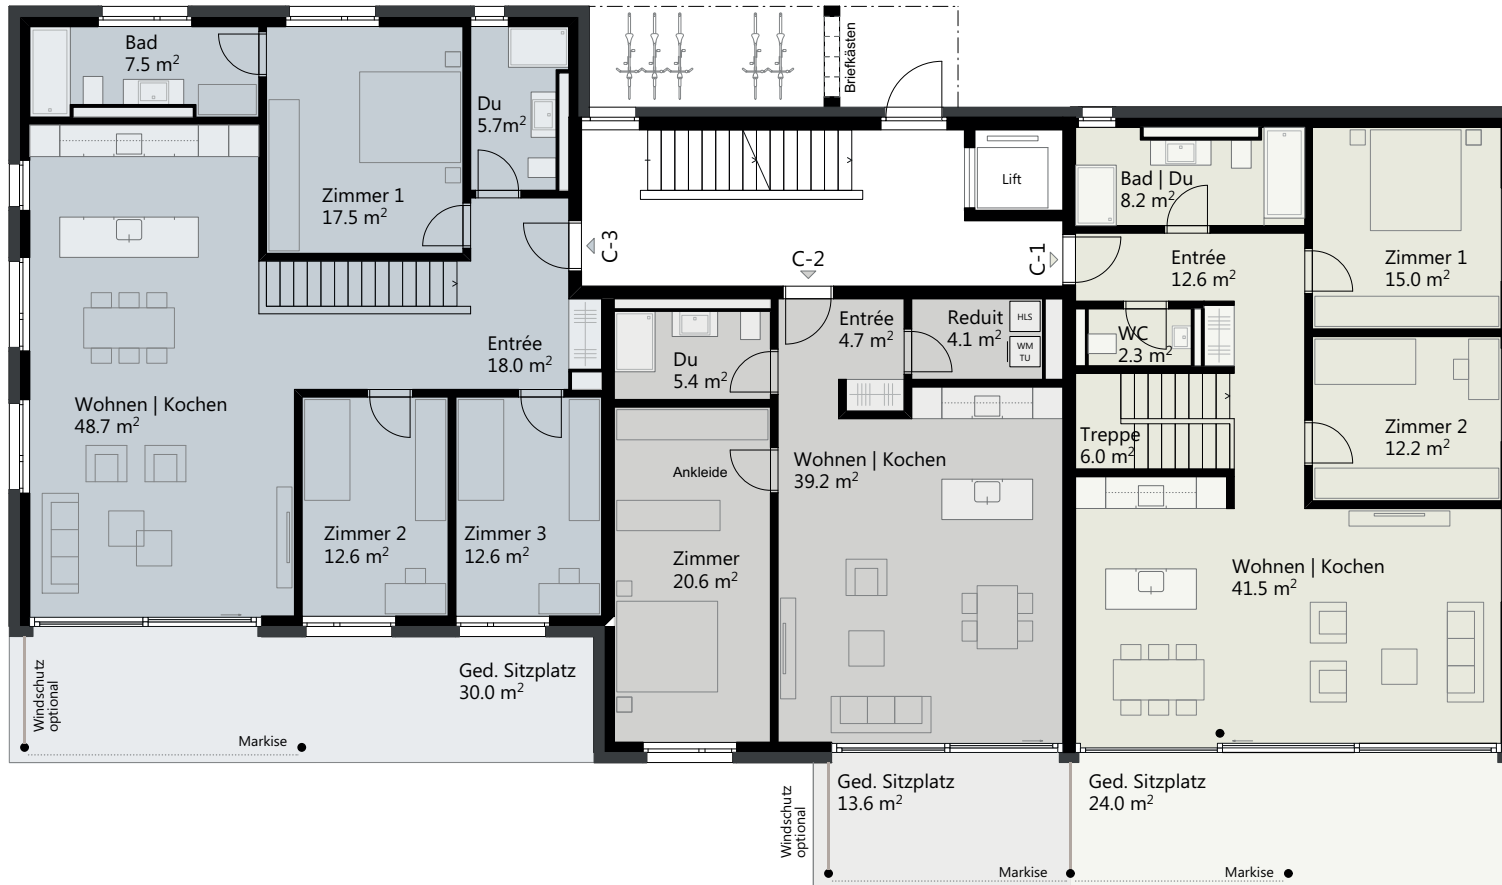 Bad
7.5 m²
Zimmer 1
17.5 m²
Du
5.7m²
Wohnen | Kochen
48.7 m²
Entrée
18.0 m²
Zimmer 2
12.6 m²
Zimmer 3
12.6 m²
Ged. Sitzplatz
30.0 m²
Windschutz
optional
Markise
Briefkästen
Lift
C-3
C-2
C-1
Du
5.4 m²
Entrée
4.7 m²
Reduit
4.1 m²
HLS
WM
TU
Ankleide
Zimmer
20.6 m²
Wohnen | Kochen
39.2 m²
Ged. Sitzplatz
13.6 m²
Windschutz
optional
Markise
Bad | Du
8.2 m²
Entrée
12.6 m²
Zimmer 1
15.0 m²
WC
2.3 m²
Treppe
6.0 m²
Zimmer 2
12.2 m²
Wohnen | Kochen
41.5 m²
Ged. Sitzplatz
24.0 m²
Markise